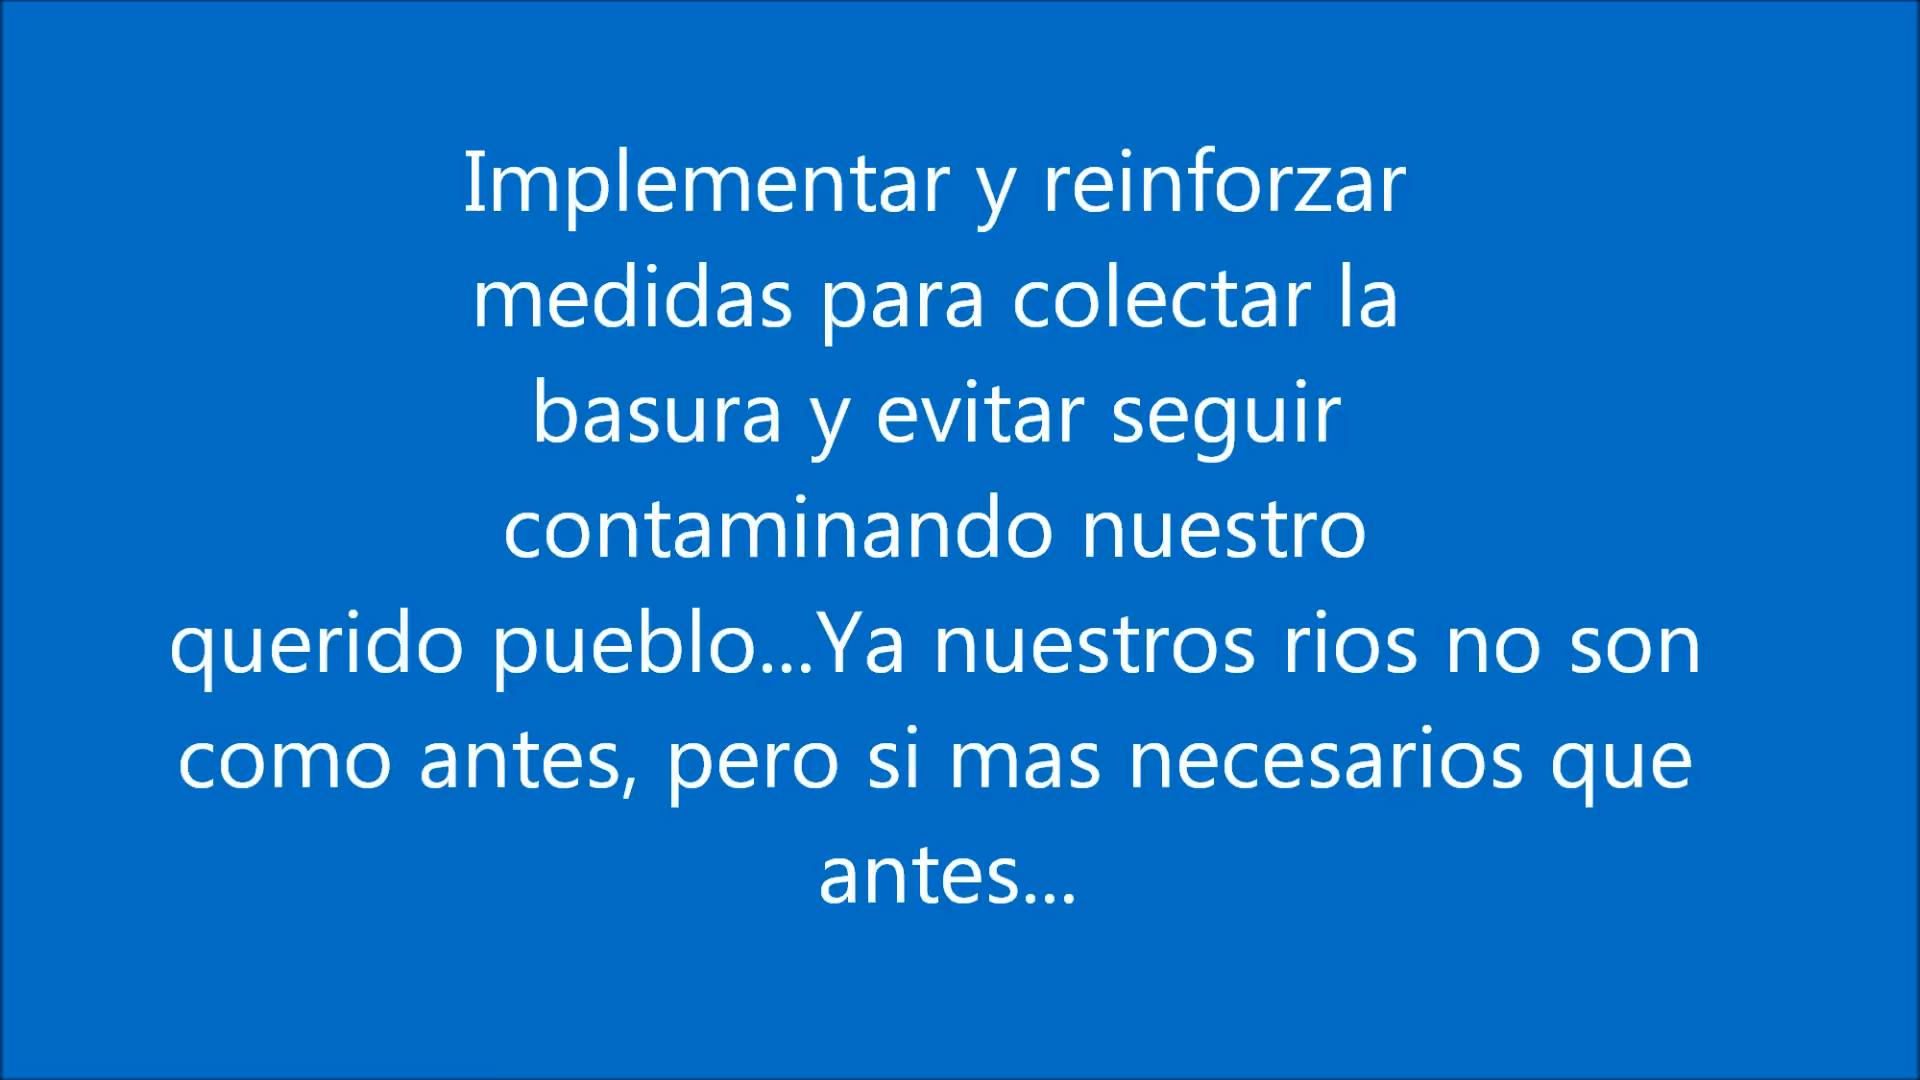 Implementar y reinforzar
medidas para colectar la
basura y evitar seguir
contaminando nuestro
querido pueblo...Ya nuestros rios no son
como antes, pero si mas necesarios que
antes...